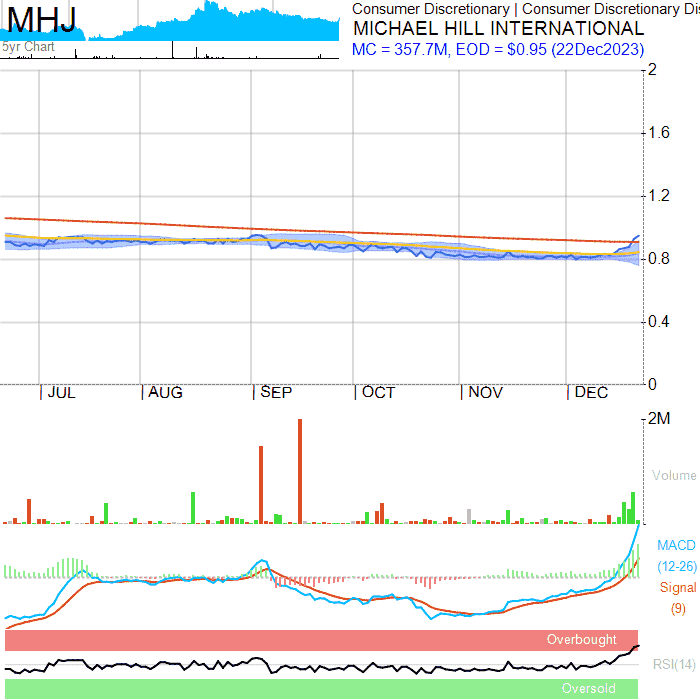 MHJ
5yr Chart
Consumer Discretionary | Consumer Discretionary Dis
MICHAEL HILL INTERNATIONAL
MC = 357.7M, EOD = $0.95 (22Dec2023)
2
1.6
1.2
0.8
0.4
0
JUL AUG SEP OCT NOV DEC
2M
Volume
MACD
(12-26)
Signal
(9)
Overbought
RSI(14)
Oversold